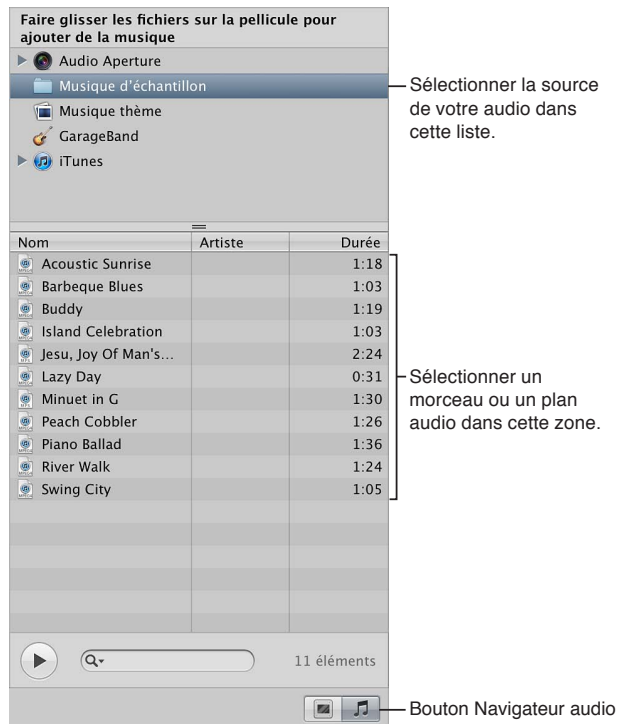 Faire glisser les fichiers sur la pellicule pour
ajouter de la musique
Audio Aperture
Musique d'échantillon
Musique thème
GarageBand
iTunes
Sélectionner la source
de votre audio dans
cette liste.
Nom Artiste Durée
Acoustic Sunrise 1:18
Barbeque Blues 1:03
Buddy 1:19
Island Celebration 1:03
Jesu, Joy Of Man's... 2:24
Lazy Day 0:31
Minuet in G 1:30
Peach Cobbler 1:26
Piano Ballad 1:36
River Walk 1:24
Swing City 1:05
Sélectionner un
morceau ou un plan
audio dans cette zone.
11 éléments
Bouton Navigateur audio